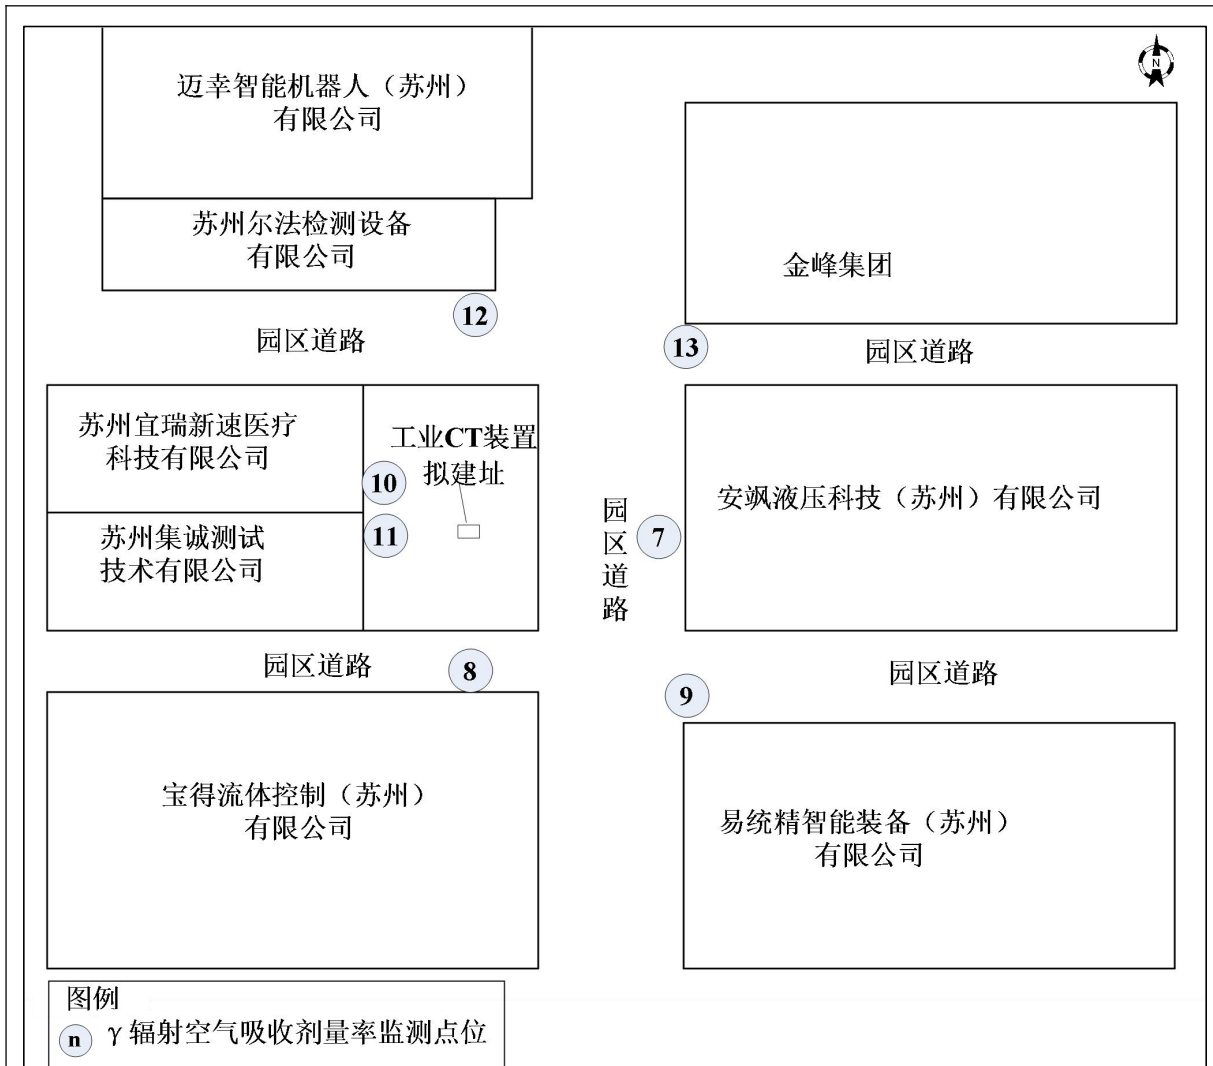 迈幸智能机器人（苏州）
有限公司
N
苏州尔法检测设备
有限公司
金峰集团
12
园区道路
13
园区道路
苏州宜瑞新速医疗
科技有限公司
工业CT装置
拟建址
10
11
苏州集诚测试
技术有限公司
园区道路
7
安飒液压科技（苏州）有限公司
园区道路
8
9
园区道路
宝得流体控制（苏州）
有限公司
易统精智能装备（苏州）
有限公司
图例
n γ 辐射空气吸收剂量率监测点位